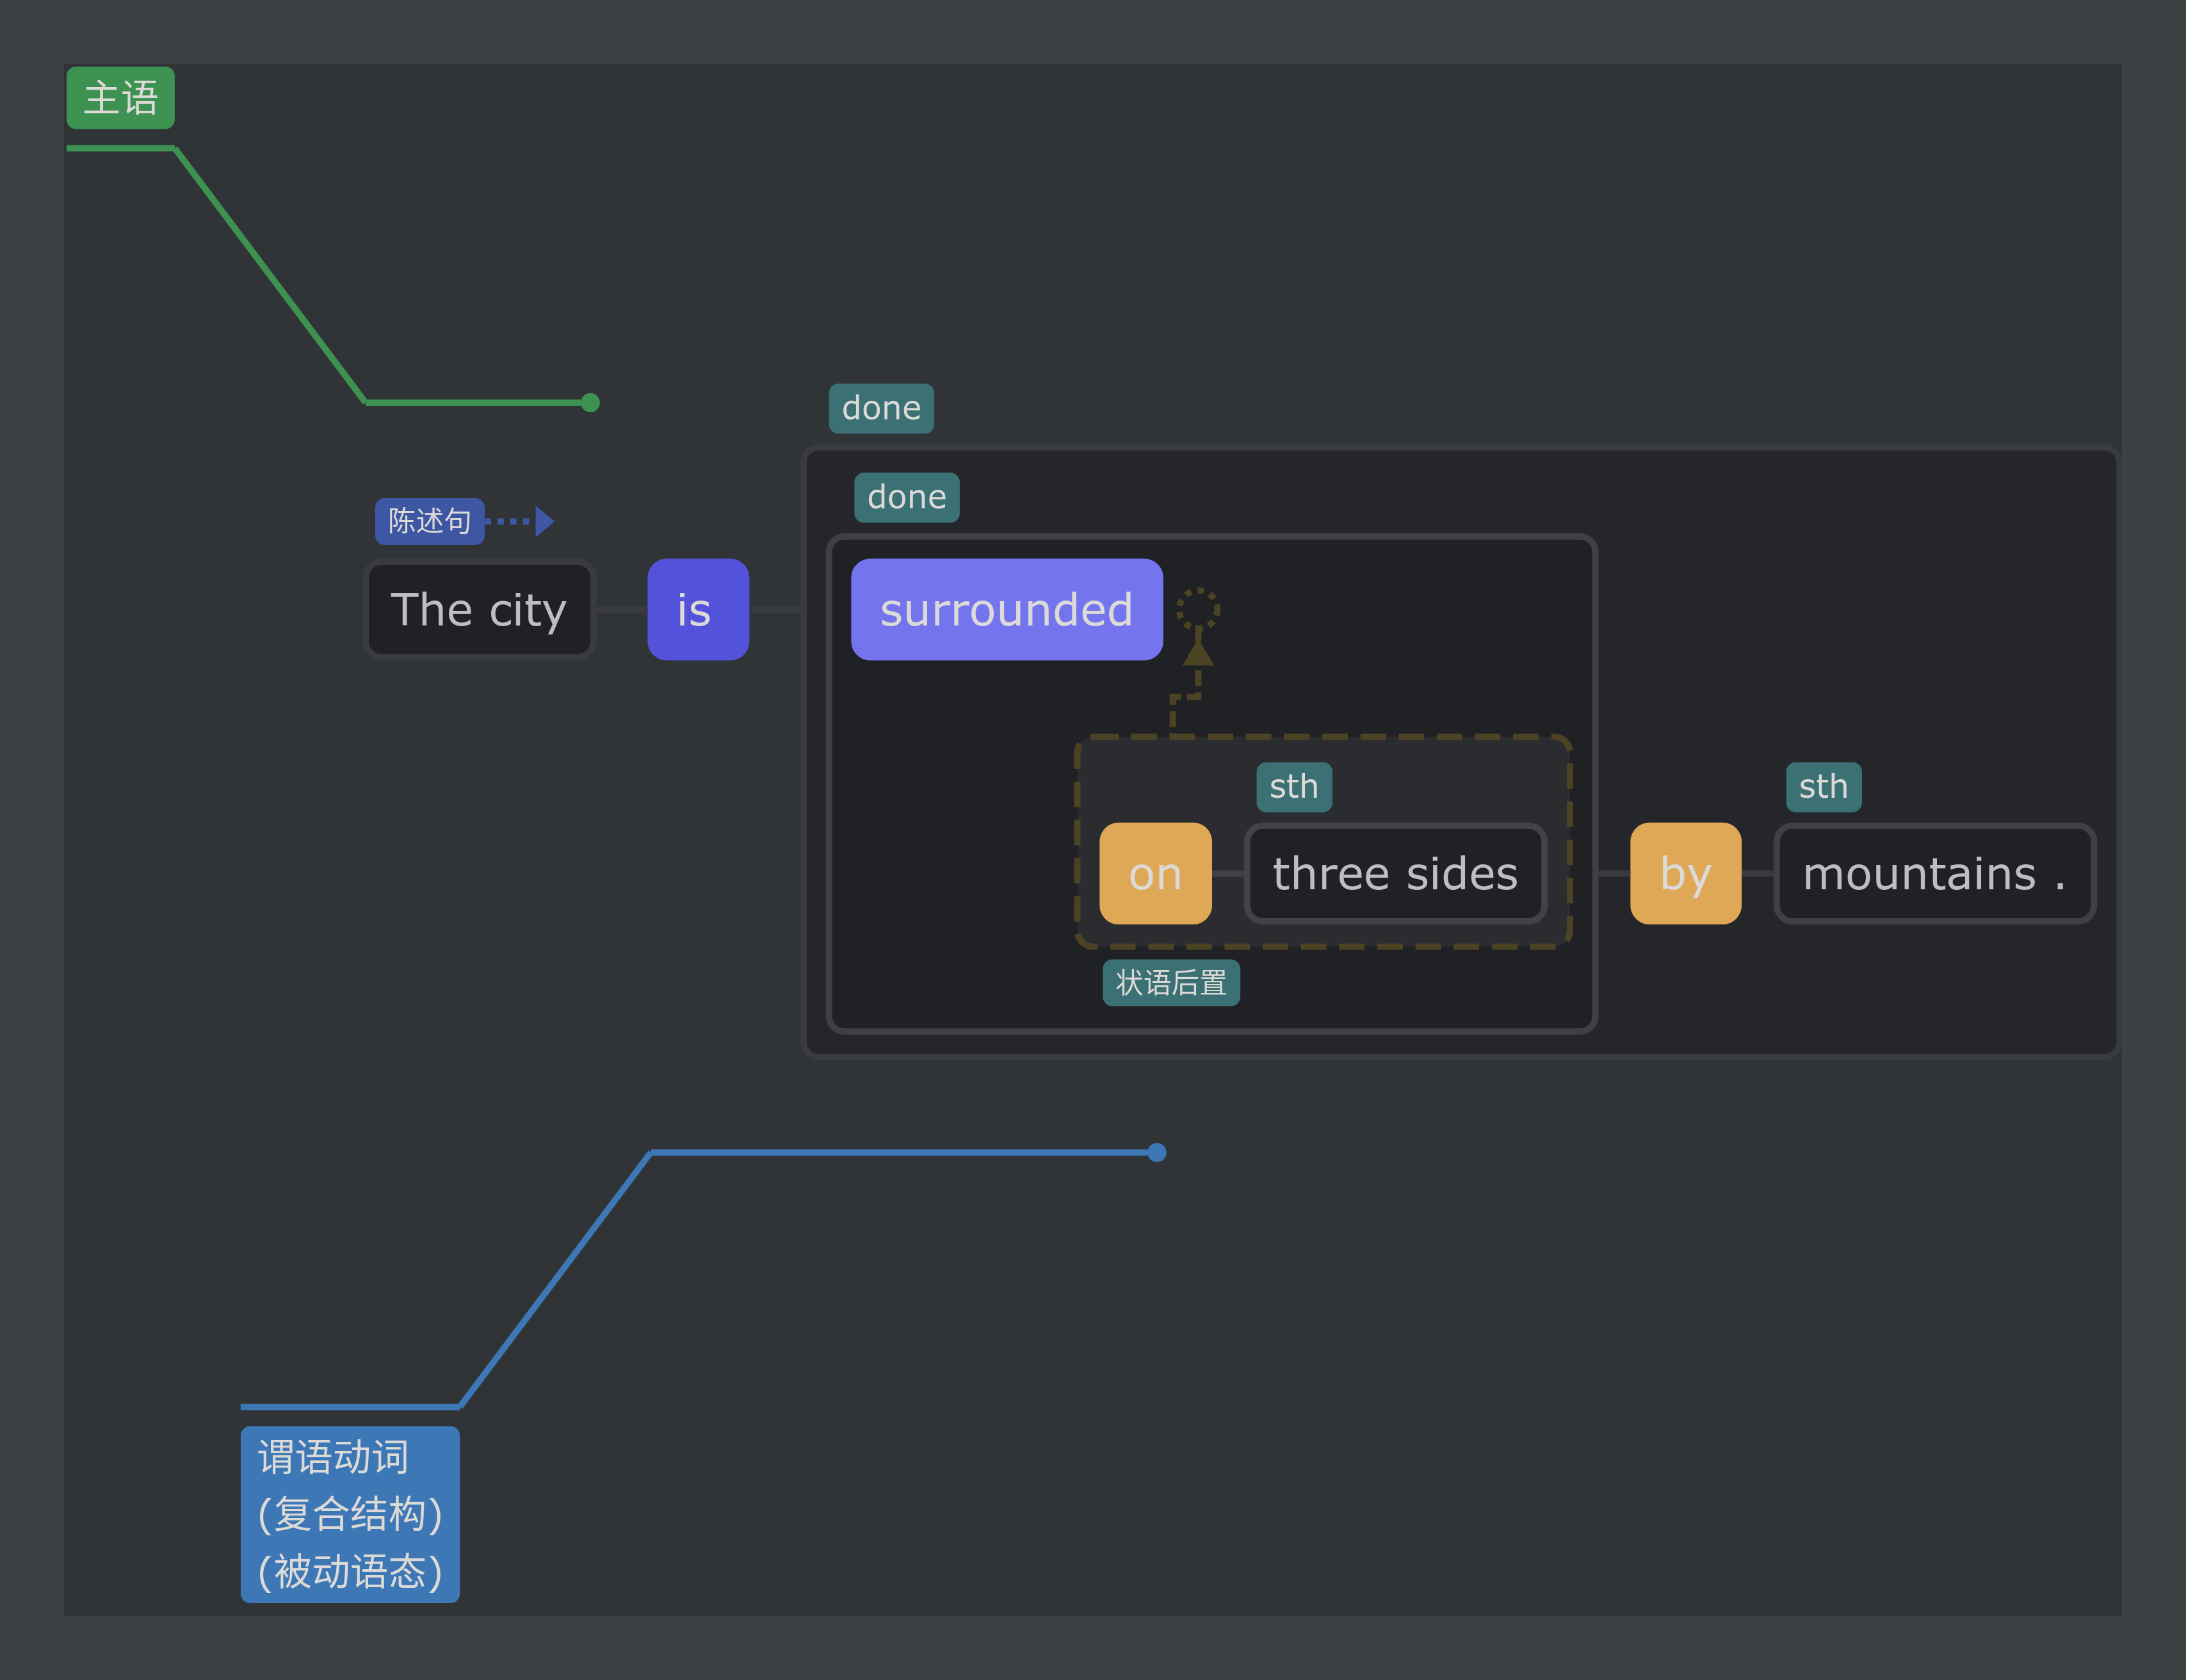 主语
done
done
陈述句
The city is surrounded
sth sth
on three sides by mountains .
状语后置
谓语动词
(复合结构)
(被动语态)